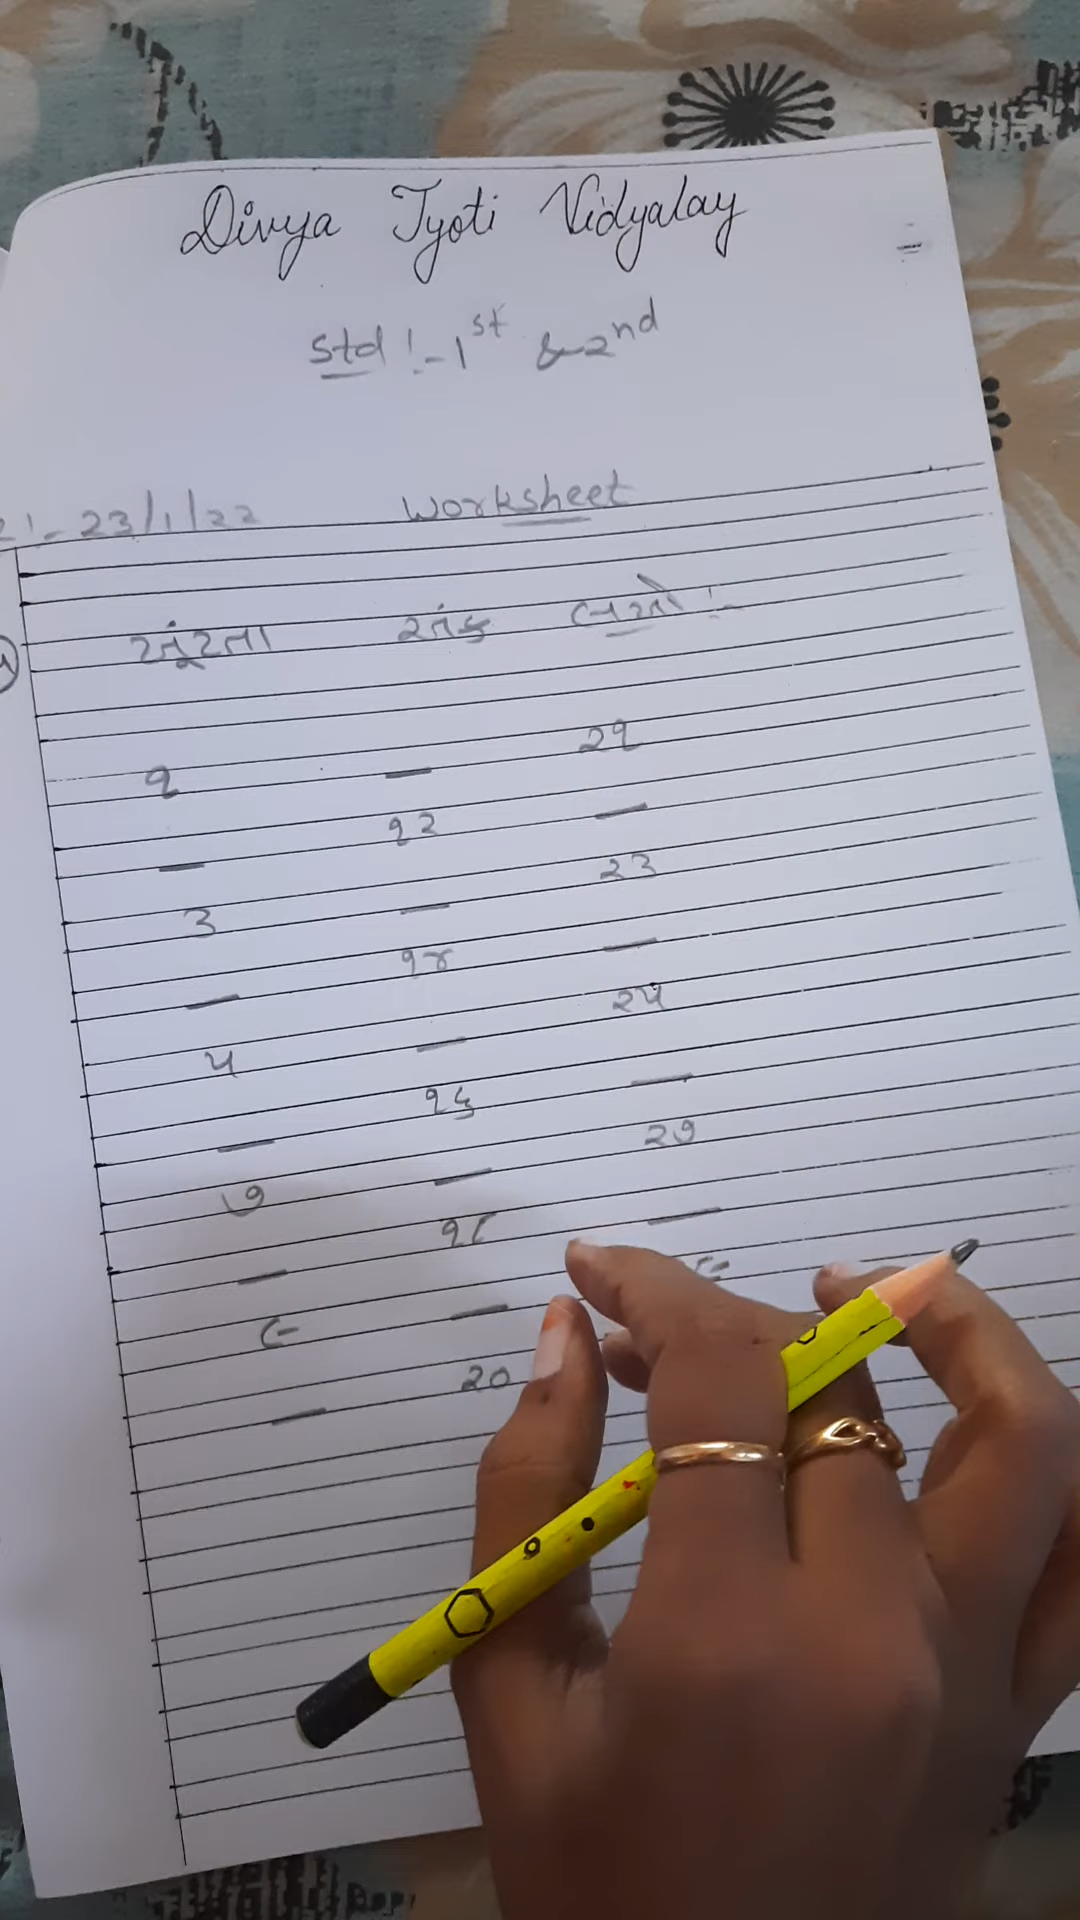 Divya Jyoti Vidyalay
Std :- 1st & 2nd
:- 23/1/22 Worksheet
ખૂંટતા અંક લખો :-
૧ — ૨૧
— ૧૨ —
૩ — ૨૩
— ૧૪ —
૫ — ૨૫
— ૧૬ —
૭ — ૨૭
— ૧૮ —
૯ —
— ૨૦